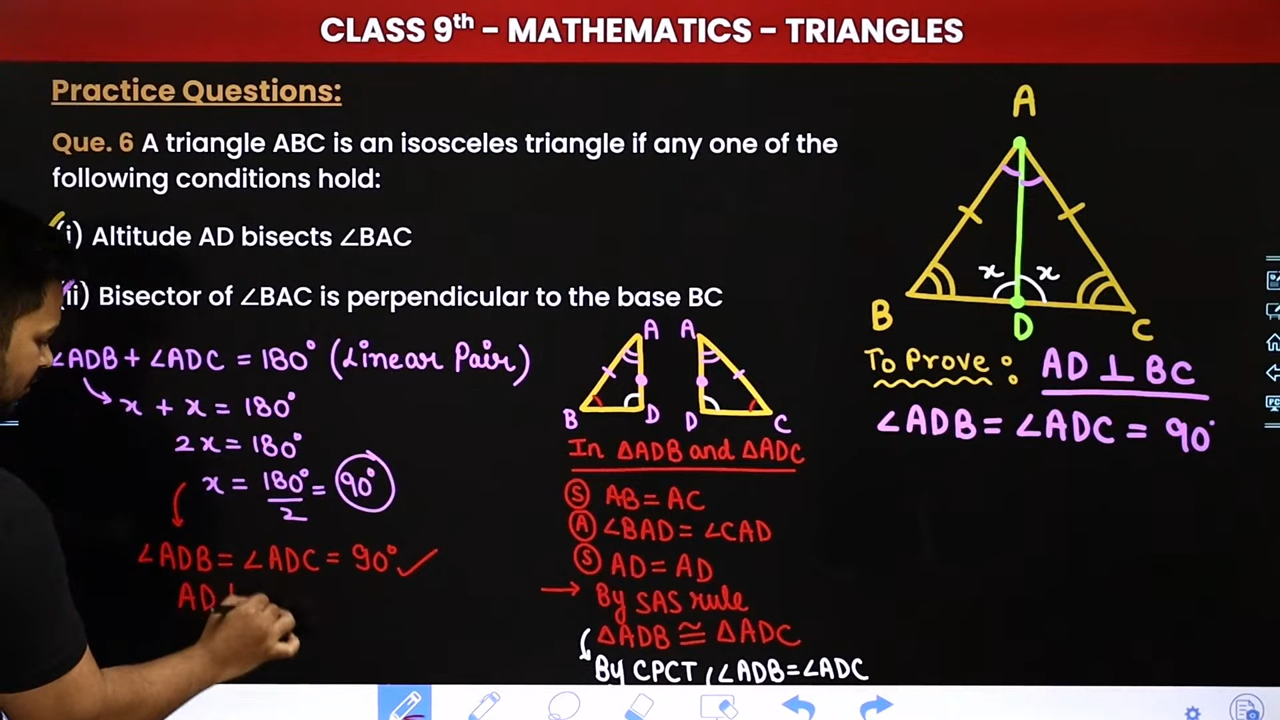 CLASS 9th - MATHEMATICS - TRIANGLES
Practice Questions:
Que. 6 A triangle ABC is an isosceles triangle if any one of the
following conditions hold:
(i) Altitude AD bisects ∠BAC
(ii) Bisector of ∠BAC is perpendicular to the base BC
∠ADB + ∠ADC = 180° (Linear Pair)
x + x = 180°
2x = 180°
x = 180°/2 = 90°
∠ADB = ∠ADC = 90° ✓
AD ⊥
A A
B D D C
In ΔADB and ΔADC
(S) AB = AC
(A) ∠BAD = ∠CAD
(S) AD = AD
→ By SAS rule
ΔADB ≅ ΔADC
By CPCT, ∠ADB = ∠ADC
A
x x
B D C
To Prove : AD ⊥ BC
∠ADB = ∠ADC = 90°